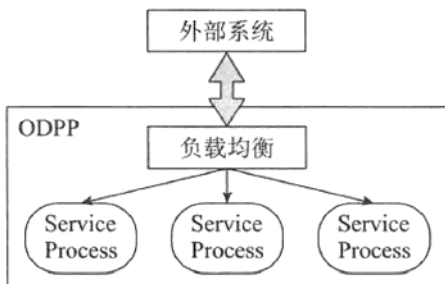 外部系统
ODPP
负载均衡
Service
Process
Service
Process
Service
Process